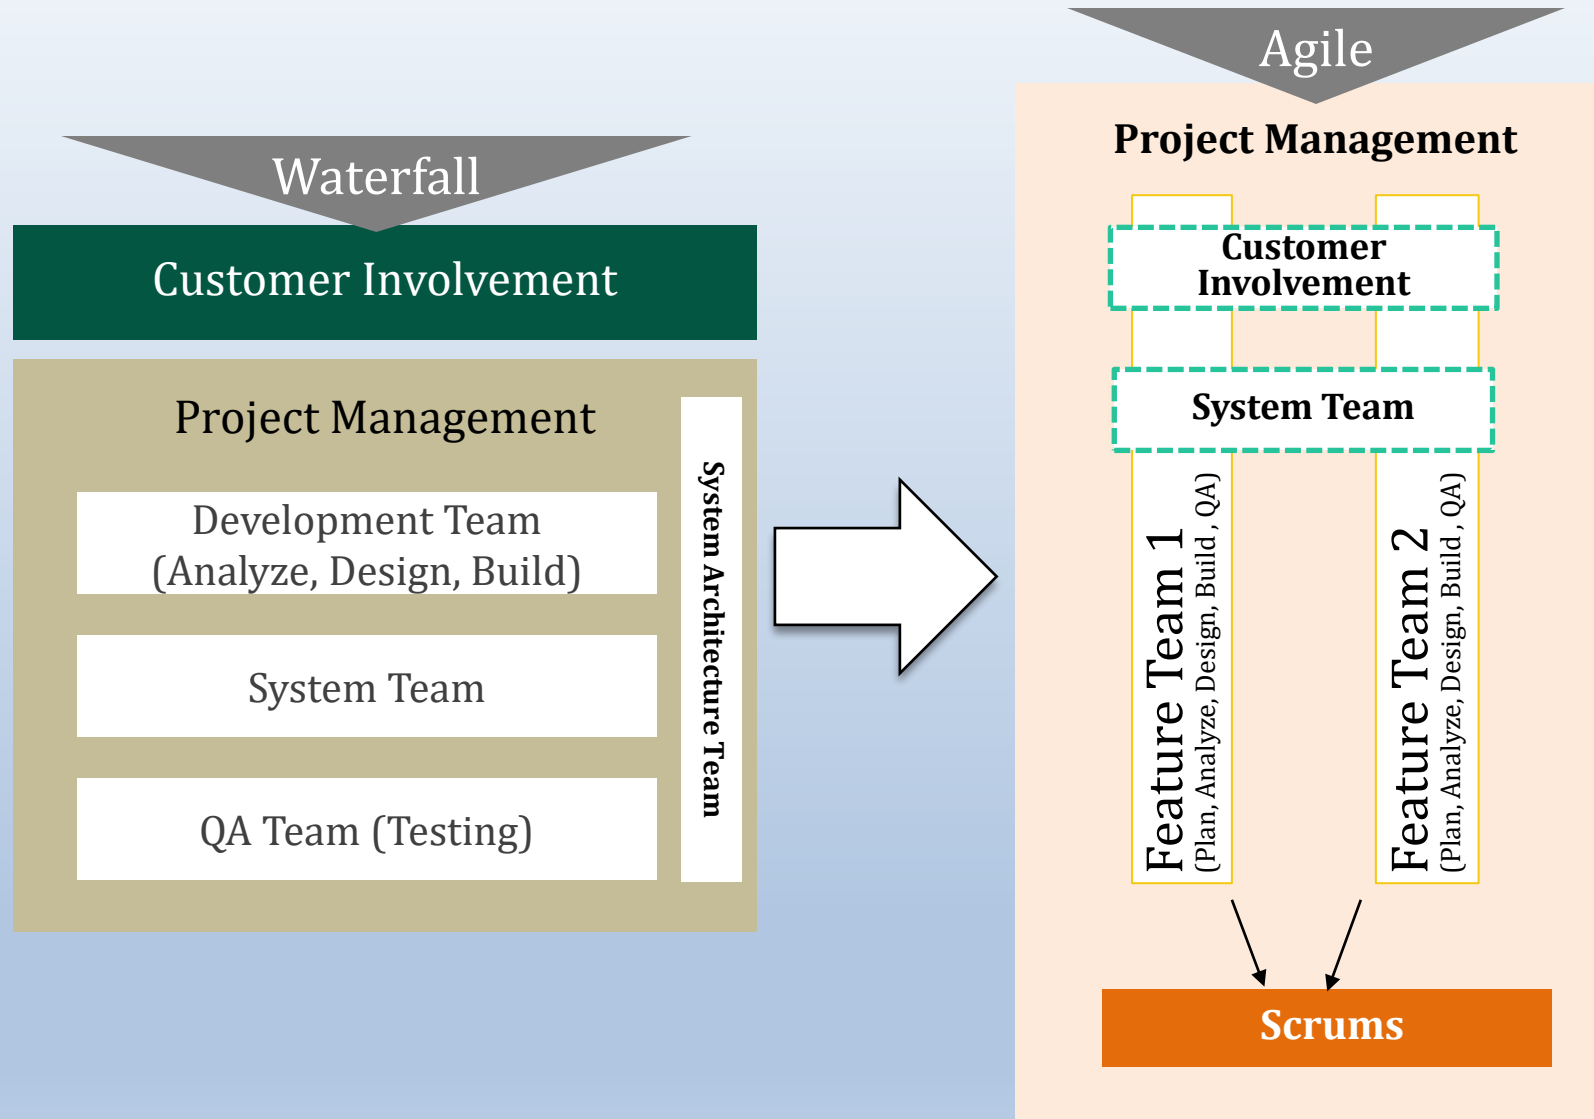 Waterfall
Customer Involvement
Project Management
Development Team
(Analyze, Design, Build)
System Team
QA Team (Testing)
System Architecture Team
Agile
Project Management
Customer
Involvement
System Team
Feature Team 1
(Plan, Analyze, Design, Build , QA)
Feature Team 2
(Plan, Analyze, Design, Build , QA)
Scrums